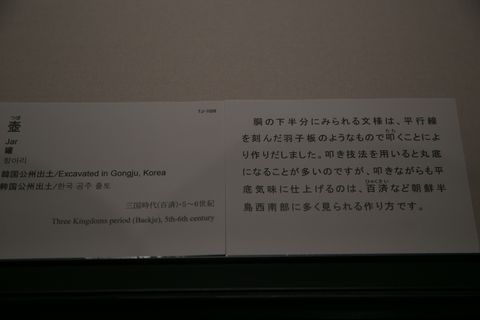 つぼ
壺
Jar
罐
항아리
韓国公州出土/Excavated in Gongju, Korea
韩国公州出土/한국 공주 출토
三国時代(百済)・5~6世紀
Three Kingdoms period (Baekje), 5th-6th century
胴の下半分にみられる文様は、平行線
を刻んだ羽子板のようなもので叩くことによ
り作りだしました。叩き技法を用いると丸底
になることが多いのですが、叩きながらも平
底気味に仕上げるのは、百済など朝鮮半
島西南部に多く見られる作り方です。